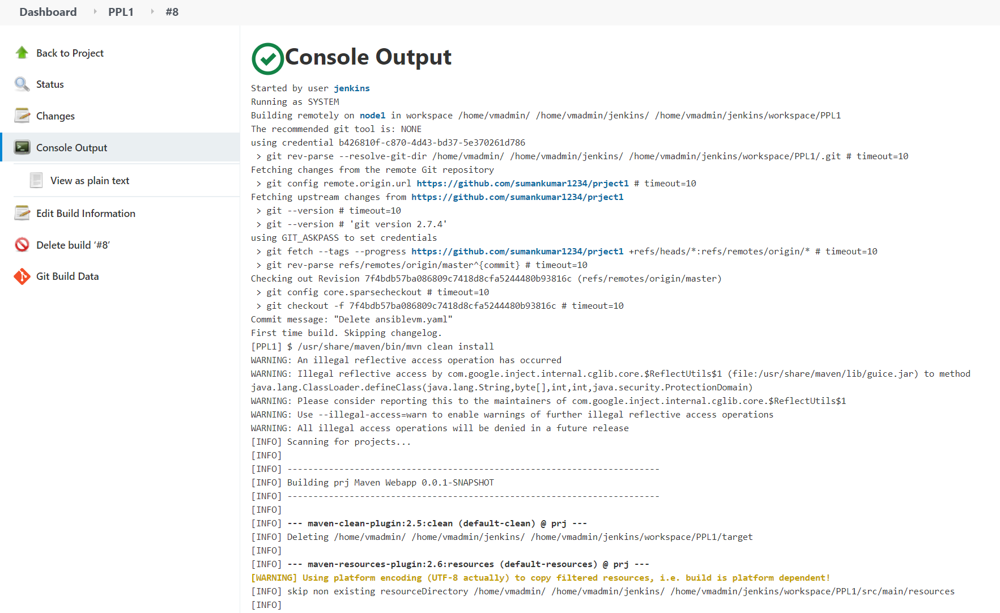 Dashboard PPL1 #8
Back to Project
Status
Changes
Console Output
View as plain text
Edit Build Information
Delete build ‘#8’
Git Build Data
Console Output
Started by user jenkins
Running as SYSTEM
Building remotely on node1 in workspace /home/vmadmin/ /home/vmadmin/jenkins/ /home/vmadmin/jenkins/workspace/PPL1
The recommended git tool is: NONE
using credential b426810f-c870-4d43-bd37-5e370261d786
> git rev-parse --resolve-git-dir /home/vmadmin/ /home/vmadmin/jenkins/ /home/vmadmin/jenkins/workspace/PPL1/.git # timeout=10
Fetching changes from the remote Git repository
> git config remote.origin.url https://github.com/sumankumar1234/prject1 # timeout=10
Fetching upstream changes from https://github.com/sumankumar1234/prject1
> git --version # timeout=10
> git --version # 'git version 2.7.4'
using GIT_ASKPASS to set credentials
> git fetch --tags --progress https://github.com/sumankumar1234/prject1 +refs/heads/*:refs/remotes/origin/* # timeout=10
> git rev-parse refs/remotes/origin/master^{commit} # timeout=10
Checking out Revision 7f4bdb57ba086809c7418d8cfa5244480b93816c (refs/remotes/origin/master)
> git config core.sparsecheckout # timeout=10
> git checkout -f 7f4bdb57ba086809c7418d8cfa5244480b93816c # timeout=10
Commit message: "Delete ansiblevm.yaml"
First time build. Skipping changelog.
[PPL1] $ /usr/share/maven/bin/mvn clean install
WARNING: An illegal reflective access operation has occurred
WARNING: Illegal reflective access by com.google.inject.internal.cglib.core.$ReflectUtils$1 (file:/usr/share/maven/lib/guice.jar) to method
java.lang.ClassLoader.defineClass(java.lang.String,byte[],int,int,java.security.ProtectionDomain)
WARNING: Please consider reporting this to the maintainers of com.google.inject.internal.cglib.core.$ReflectUtils$1
WARNING: Use --illegal-access=warn to enable warnings of further illegal reflective access operations
WARNING: All illegal access operations will be denied in a future release
[INFO] Scanning for projects...
[INFO]
[INFO] ------------------------------------------------------------------------
[INFO] Building prj Maven Webapp 0.0.1-SNAPSHOT
[INFO] ------------------------------------------------------------------------
[INFO]
[INFO] --- maven-clean-plugin:2.5:clean (default-clean) @ prj ---
[INFO] Deleting /home/vmadmin/ /home/vmadmin/jenkins/ /home/vmadmin/jenkins/workspace/PPL1/target
[INFO]
[INFO] --- maven-resources-plugin:2.6:resources (default-resources) @ prj ---
[WARNING] Using platform encoding (UTF-8 actually) to copy filtered resources, i.e. build is platform dependent!
[INFO] skip non existing resourceDirectory /home/vmadmin/ /home/vmadmin/jenkins/ /home/vmadmin/jenkins/workspace/PPL1/src/main/resources
[INFO]